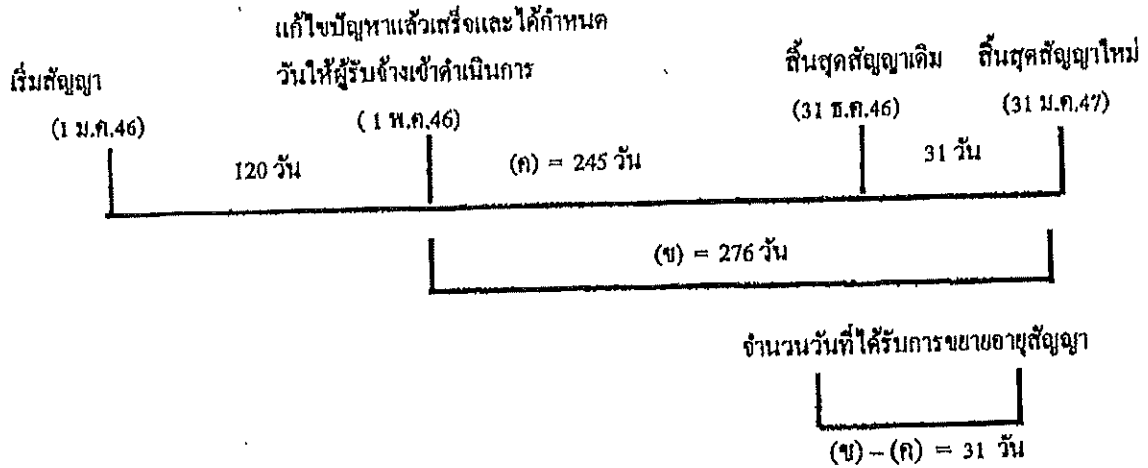 แก้ไขปัญหาแล้วเสร็จและได้กำหนด
วันให้ผู้รับจ้างเข้าดำเนินการ
เริ่มสัญญา
สิ้นสุดสัญญาเดิม
สิ้นสุดสัญญาใหม่
(1 ม.ค.46)
(1 พ.ค.46)
(31 ธ.ค.46)
(31 ม.ค.47)
120 วัน
(ค) = 245 วัน
31 วัน
(ข) = 276 วัน
จำนวนวันที่ได้รับการขยายอายุสัญญา
(ข) – (ค) = 31 วัน